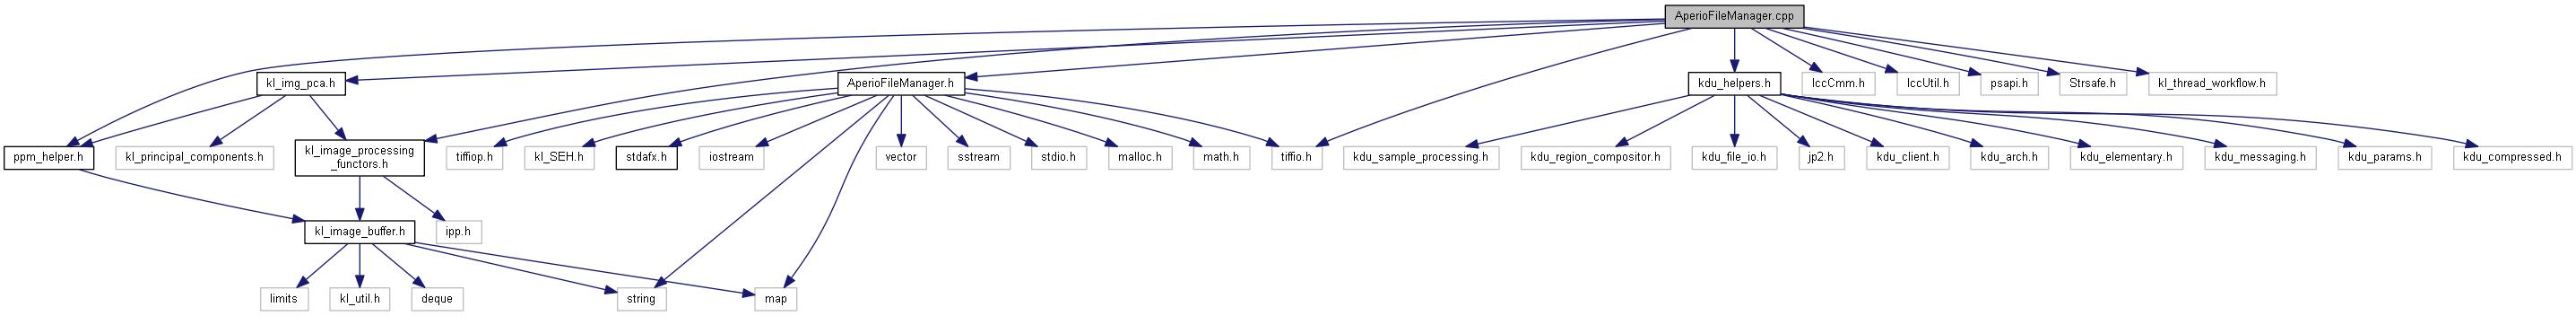 AperioFileManager.cpp
kl_img_pca.h
AperioFileManager.h
kdu_helpers.h
IccCmm.h
IccUtil.h
psapi.h
Strsafe.h
kl_thread_workflow.h
ppm_helper.h
kl_principal_components.h
kl_image_processing
_functors.h
tiffiop.h
kl_SEH.h
stdafx.h
iostream
vector
sstream
stdio.h
malloc.h
math.h
tiffio.h
kdu_sample_processing.h
kdu_region_compositor.h
kdu_file_io.h
jp2.h
kdu_client.h
kdu_arch.h
kdu_elementary.h
kdu_messaging.h
kdu_params.h
kdu_compressed.h
kl_image_buffer.h
ipp.h
limits
kl_util.h
deque
string
map